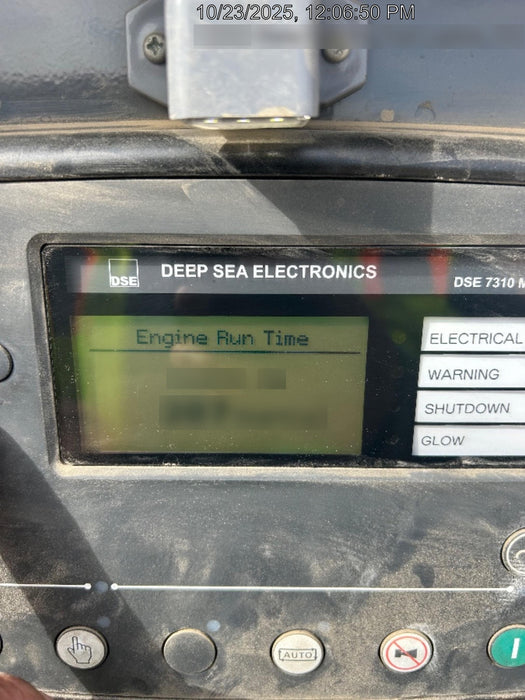 10/23/2025, 12:06:50 PM
DSE
DEEP SEA ELECTRONICS
DSE 7310 M
Engine Run Time
ELECTRICAL
WARNING
SHUTDOWN
GLOW
AUTO
I